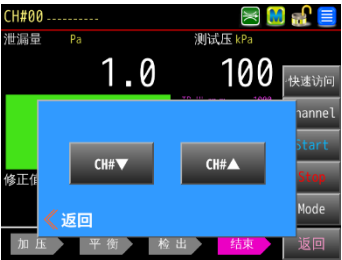 CH#00 ----------
M
泄漏量 Pa 测试压 kPa
1.0 100
快速访问
hannel
Start
CH#▼ CH#▲
修正值
Stop
Mode
返回
加 压 平 衡 检 出 结束 返回